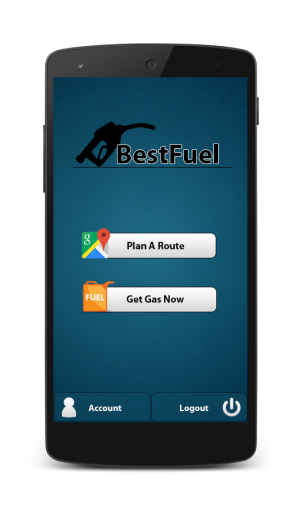 BestFuel
g
Plan A Route
FUEL
Get Gas Now
Account
Logout